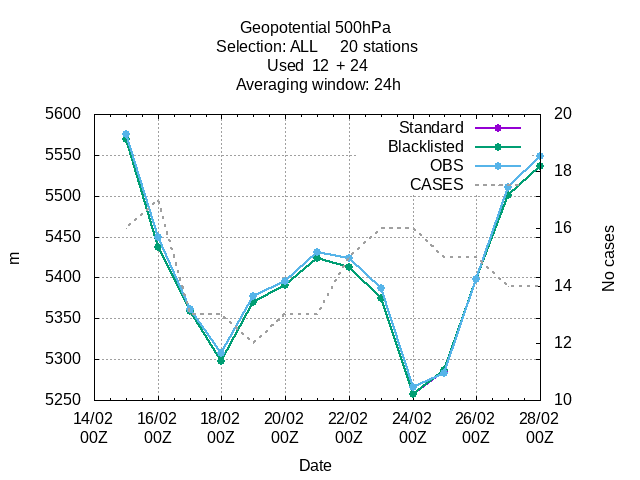 Geopotential 500hPa
Selection: ALL 20 stations
Used 12 + 24
Averaging window: 24h
Standard
Blacklisted
OBS
CASES
5600
5550
5500
5450
5400
5350
5300
5250
m
20
18
16
14
12
10
No cases
14/02 16/02 18/02 20/02 22/02 24/02 26/02 28/02
00Z 00Z 00Z 00Z 00Z 00Z 00Z 00Z
Date